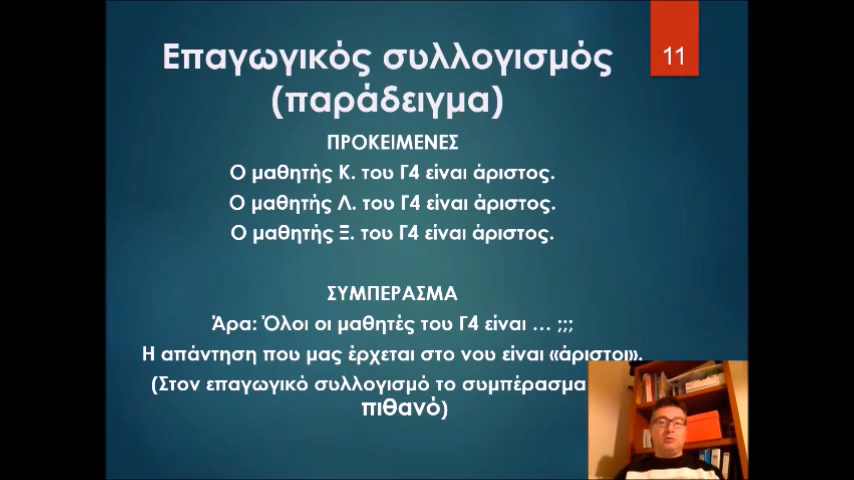 11
Επαγωγικός συλλογισμός
(παράδειγμα)
ΠΡΟΚΕΙΜΕΝΕΣ
Ο μαθητής Κ. του Γ4 είναι άριστος.
Ο μαθητής Λ. του Γ4 είναι άριστος.
Ο μαθητής Ξ. του Γ4 είναι άριστος.
ΣΥΜΠΕΡΑΣΜΑ
Άρα: Όλοι οι μαθητές του Γ4 είναι … ;;;
Η απάντηση που μας έρχεται στο νου είναι «άριστοι».
(Στον επαγωγικό συλλογισμό το συμπέρασμα
πιθανό)